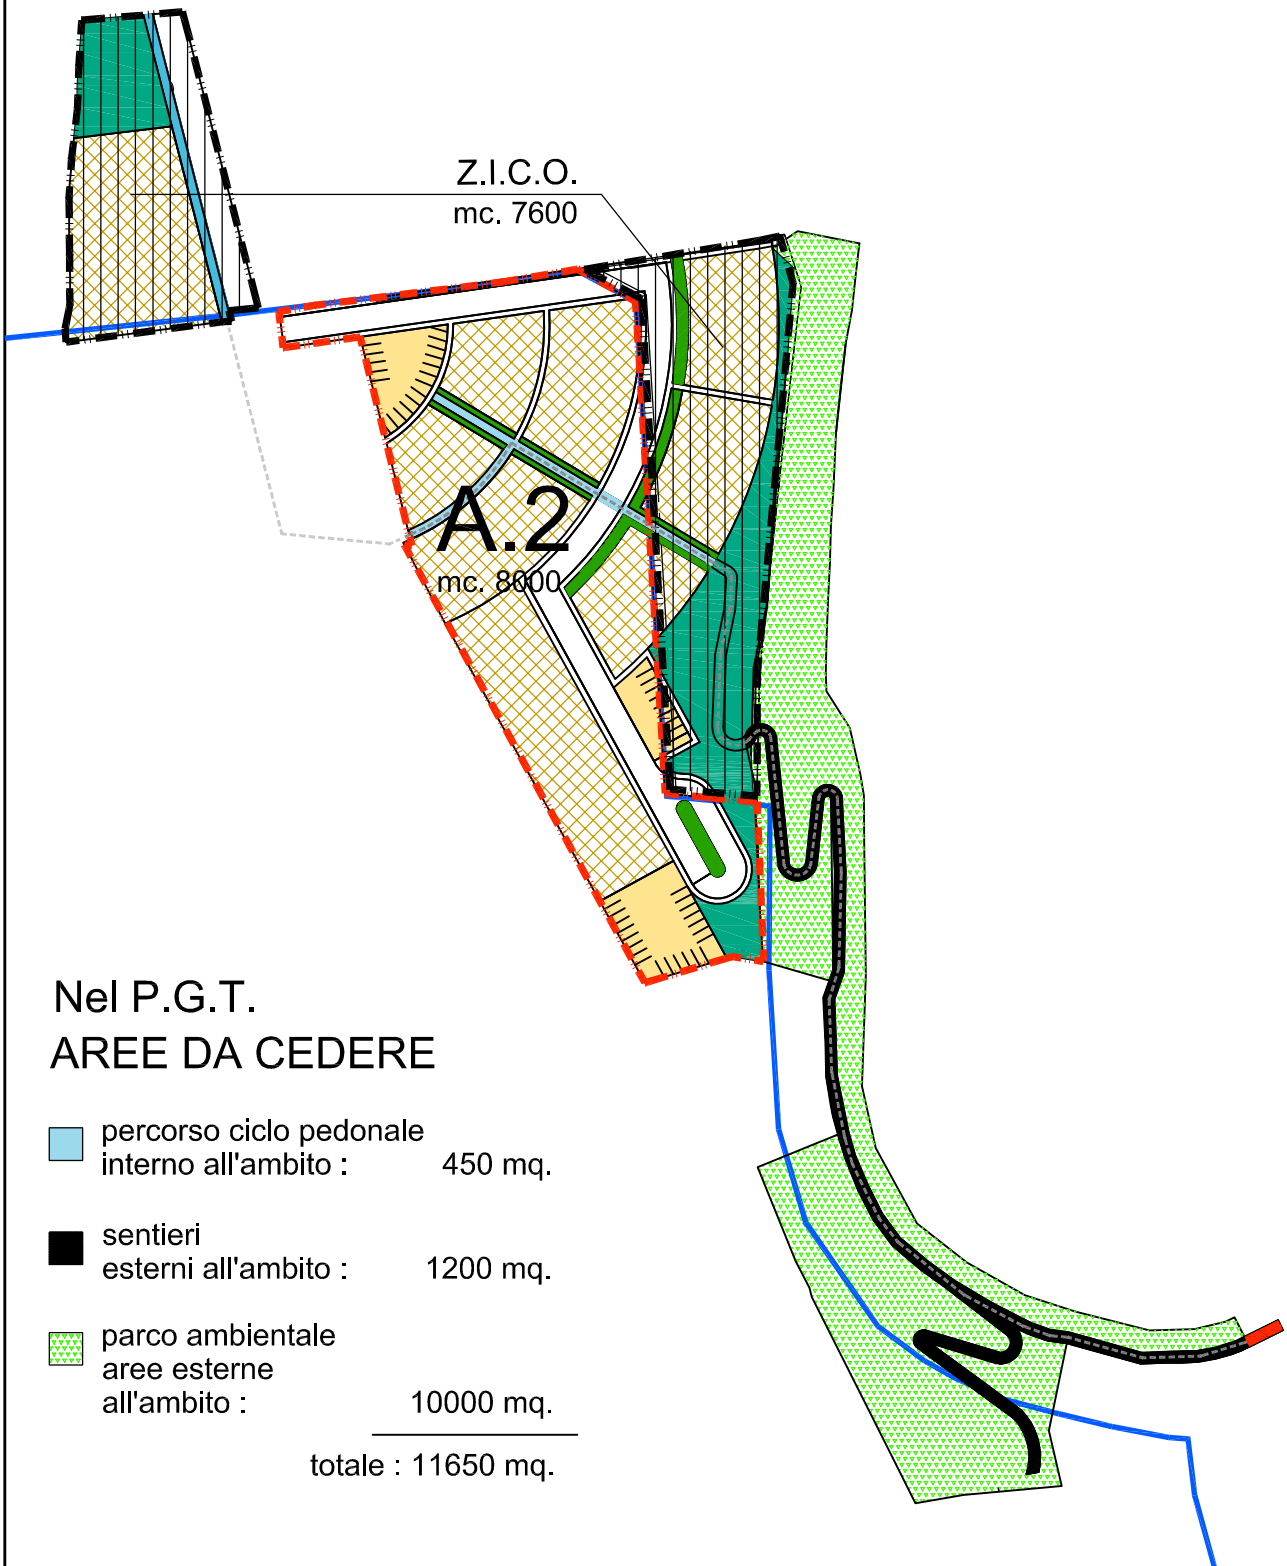 Z.I.C.O.
mc. 7600
A.2
mc. 8000
Nel P.G.T.
AREE DA CEDERE
percorso ciclo pedonale
interno all'ambito : 450 mq.
sentieri
esterni all'ambito : 1200 mq.
parco ambientale
aree esterne
all'ambito : 10000 mq.
totale : 11650 mq.